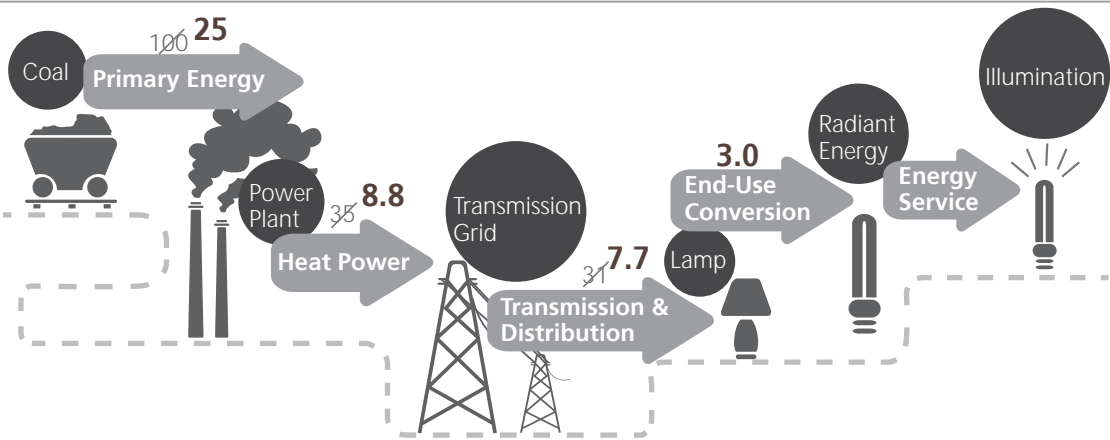 100 25
Coal
Primary Energy
Power
Plant
35 8.8
Heat Power
Transmission
Grid
31 7.7
Transmission &
Distribution
Lamp
3.0
End-Use
Conversion
Radiant
Energy
Energy
Service
Illumination